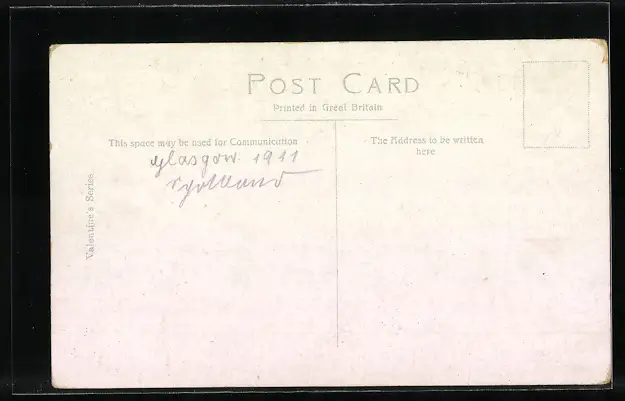 POST CARD
Printed in Great Britain
This space may be used for Communication
The Address to be written
here
Glasgow. 1911
Schottland
Valentine's Series